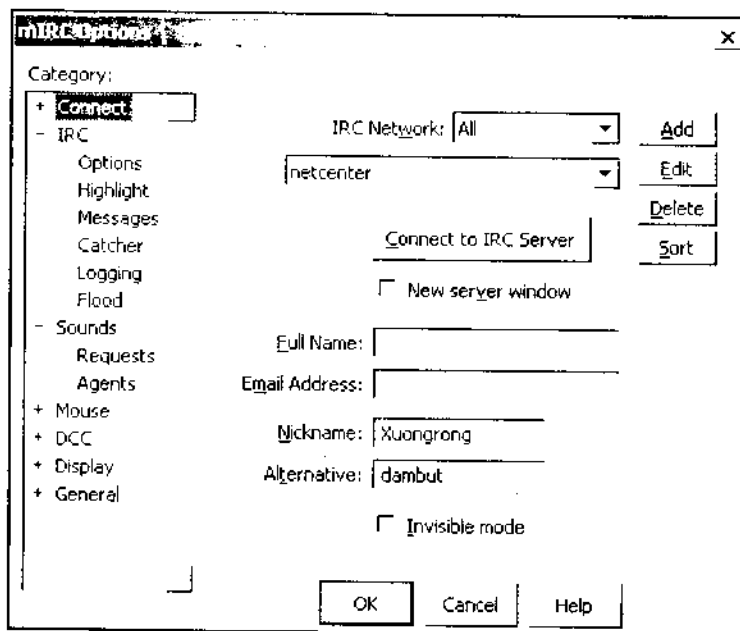 mIRC Options
Category:
+ Connect
- IRC
Options
Highlight
Messages
Catcher
Logging
Flood
- Sounds
Requests
Agents
+ Mouse
+ DCC
+ Display
+ General
IRC Network: All
netcenter
Add
Edit
Delete
Sort
Connect to IRC Server
New server window
Full Name:
Email Address:
Nickname: Xuongrong
Alternative: dambut
Invisible mode
OK Cancel Help